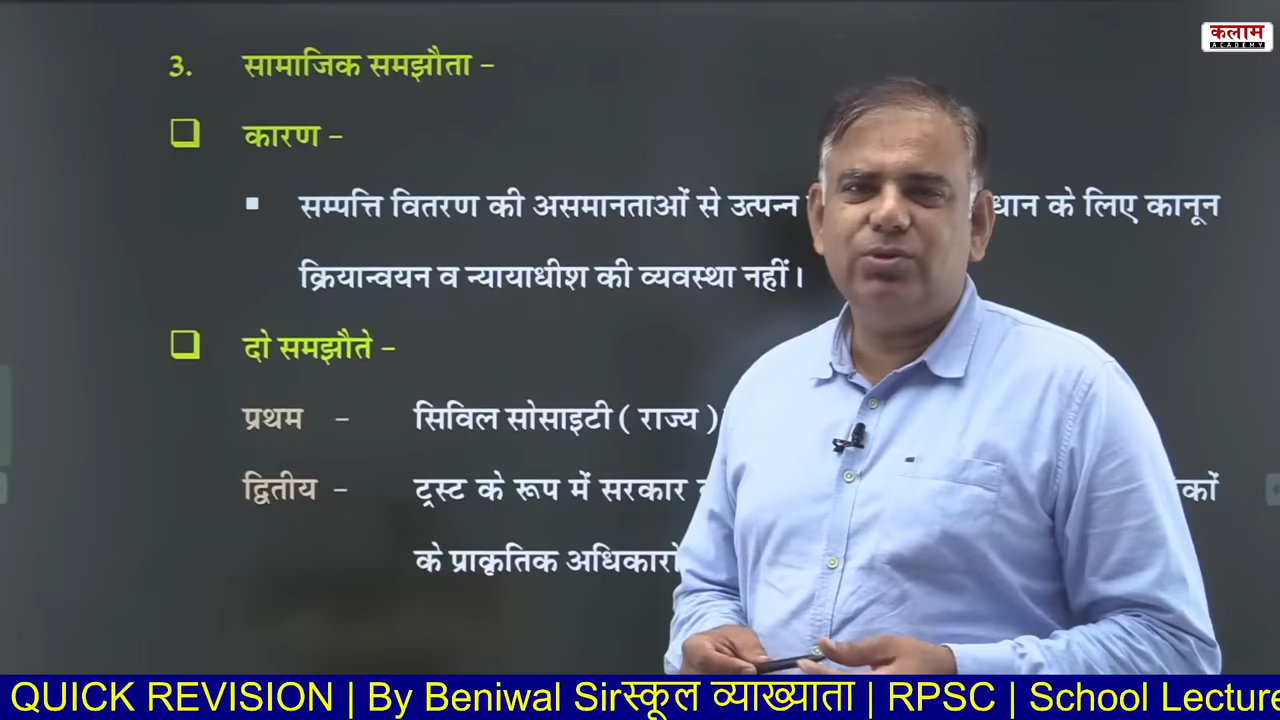 कलाम
ACADEMY
3. सामाजिक समझौता –
कारण –
सम्पत्ति वितरण की असमानताओं से उत्पन्न के लिए कानून
क्रियान्वयन व न्यायाधीश की व्यवस्था नहीं।
दो समझौते –
प्रथम – सिविल सोसाइटी ( राज्य )
द्वितीय – ट्रस्ट के रूप में सरकार
के प्राकृतिक
QUICK REVISION | By Beniwal Sirस्कूल व्याख्याता | RPSC | School Lecture